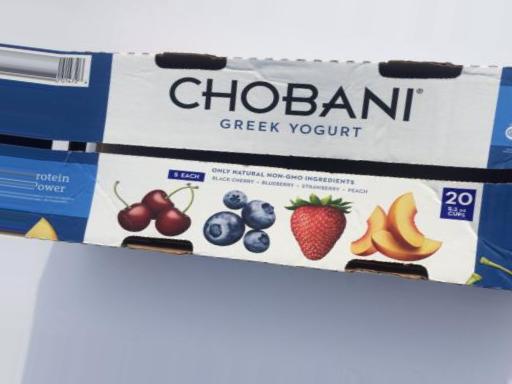 CHOBANI®
GREEK YOGURT
5 EACH
ONLY NATURAL NON-GMO INGREDIENTS
BLACK CHERRY - BLUEBERRY - STRAWBERRY - PEACH
20
5.3 oz
CUPS
rotein
ower